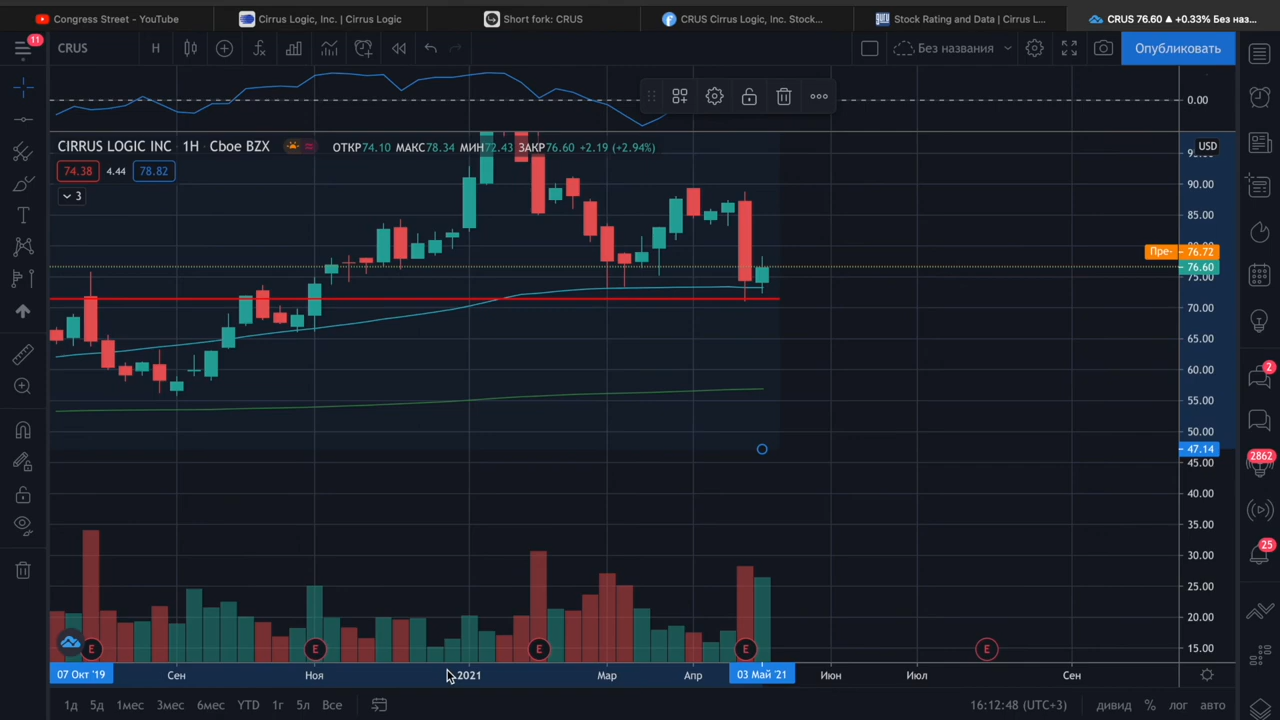 Congress Street - YouTube
Cirrus Logic, Inc. | Cirrus Logic
Short fork: CRUS
CRUS Cirrus Logic, Inc. Stock...
Stock Rating and Data | Cirrus L...
CRUS 76.60 ▲ +0.33% Без наз...
11
CRUS
Н
Без названия
Опубликовать
0.00
CIRRUS LOGIC INC · 1Н · Cboe BZX
ОТКР74.10 МАКС78.34 МИН72.43 ЗАКР76.60 +2.19 (+2.94%)
USD
74.38
4.44
78.82
3
90.00
85.00
Пре- 76.72
76.60
75.00
70.00
65.00
60.00
55.00
50.00
47.14
45.00
40.00
35.00
30.00
25.00
20.00
15.00
2
2862
25
E
E
E
E
E
07 Окт '19
Сен
Ноя
2021
Мар
Апр
03 Май '21
Июн
Июл
Сен
1д
5д
1мес
3мес
6мес
YTD
1г
5л
Все
16:12:48 (UTC+3)
дивид
%
лог
авто